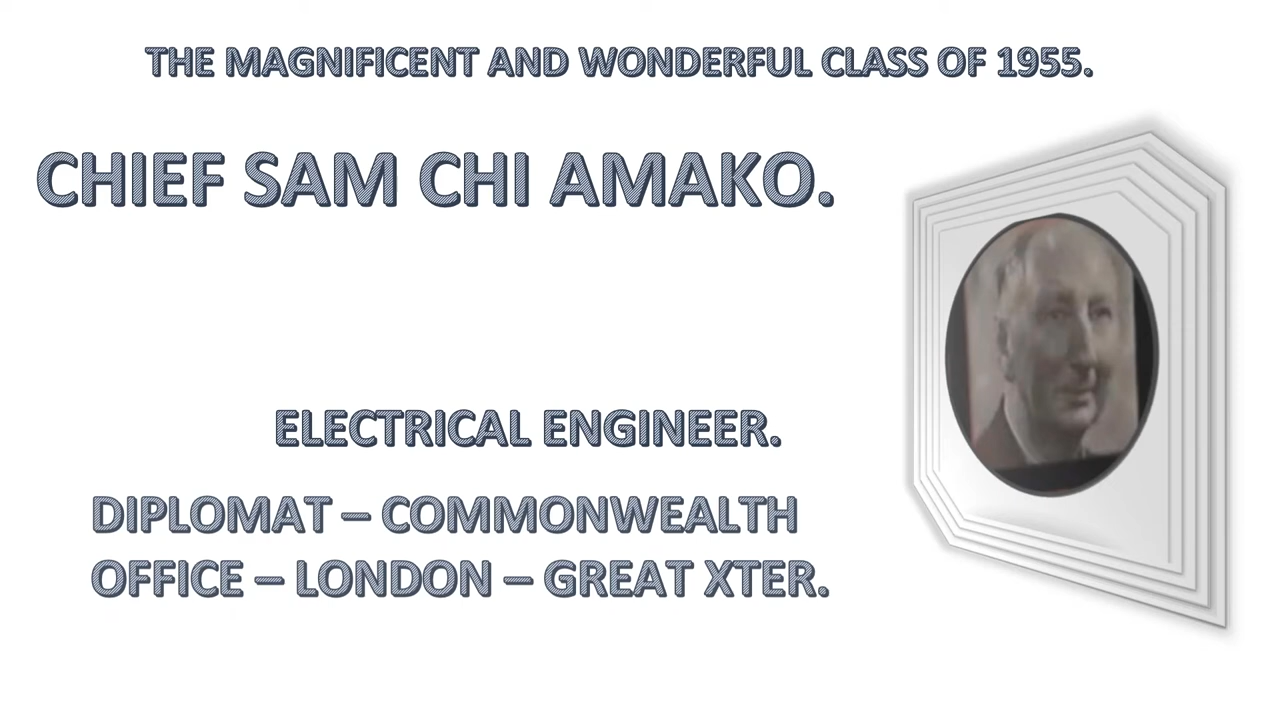 THE MAGNIFICENT AND WONDERFUL CLASS OF 1955.
CHIEF SAM CHI AMAKO.
ELECTRICAL ENGINEER.
DIPLOMAT – COMMONWEALTH
OFFICE – LONDON – GREAT XTER.